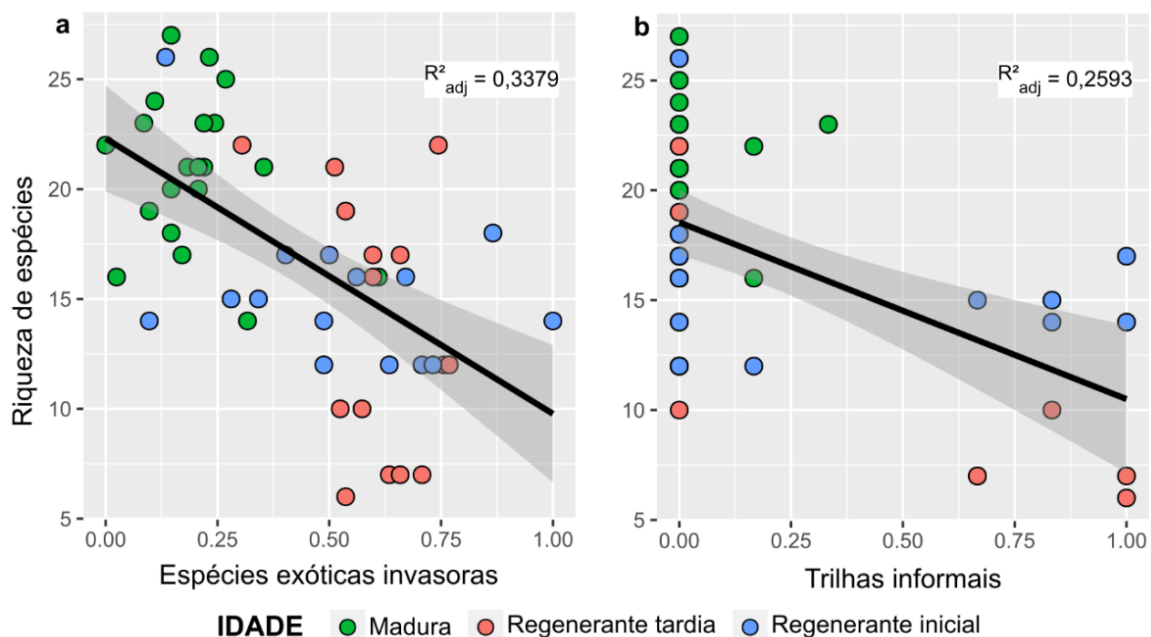 a
R²adj = 0,3379
b
R²adj = 0,2593
Riqueza de espécies
25
20
15
10
5
25
20
15
10
5
0.00 0.25 0.50 0.75 1.00
0.00 0.25 0.50 0.75 1.00
Espécies exóticas invasoras
Trilhas informais
IDADE Madura Regenerante tardia Regenerante inicial